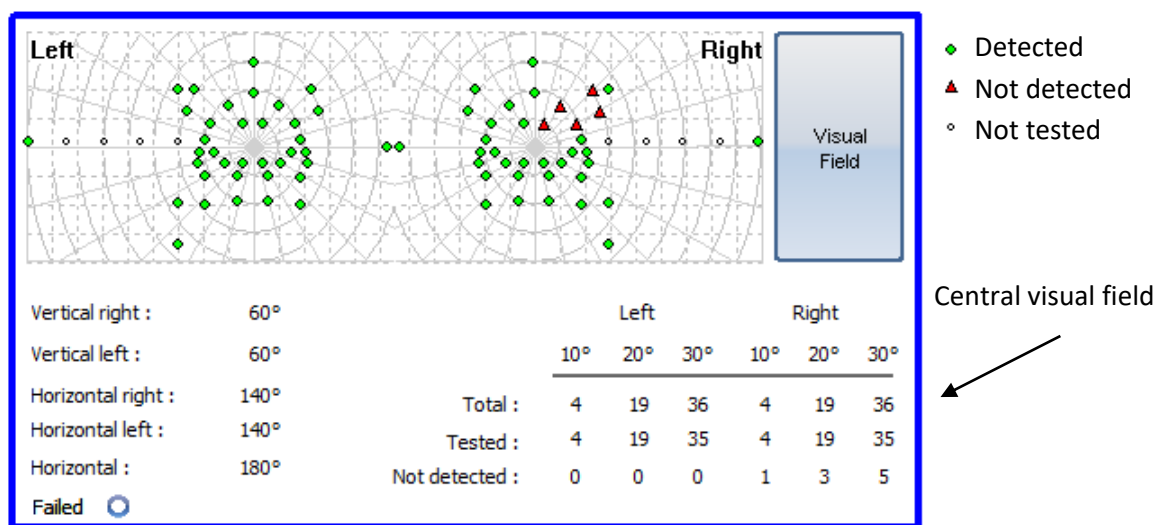 Left
Right
Visual
Field
Detected
Not detected
Not tested
Central visual field
Vertical right : 60°
Vertical left : 60°
Horizontal right : 140°
Horizontal left : 140°
Horizontal : 180°
Failed
Left Right
10° 20° 30° 10° 20° 30°
Total : 4 19 36 4 19 36
Tested : 4 19 35 4 19 35
Not detected : 0 0 0 1 3 5